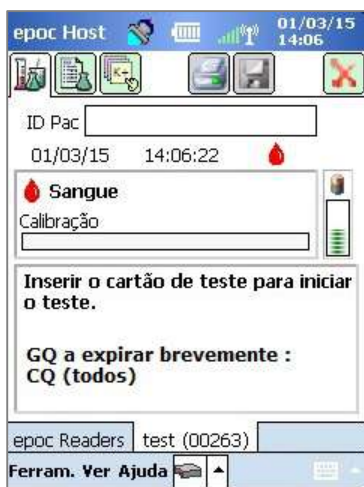 epoc Host 01/03/15
14:06
K+
ID Pac
01/03/15 14:06:22
Sangue
Calibração
Inserir o cartão de teste para iniciar
o teste.
GQ a expirar brevemente :
CQ (todos)
epoc Readers test (00263)
Ferram. Ver Ajuda